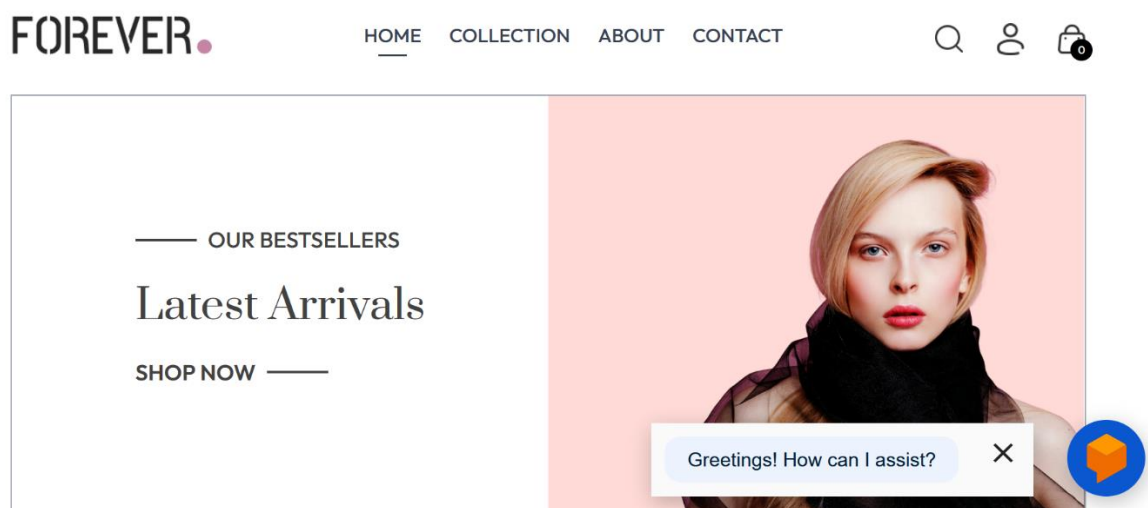 FOREVER.
HOME COLLECTION ABOUT CONTACT
0
OUR BESTSELLERS
Latest Arrivals
SHOP NOW
Greetings! How can I assist?